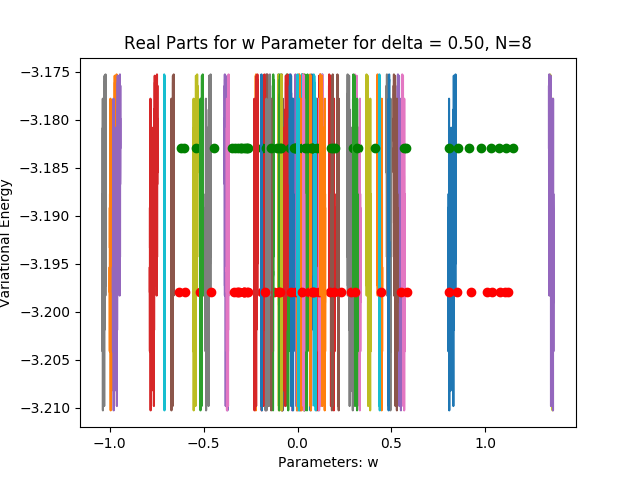 Real Parts for w Parameter for delta = 0.50, N=8
Variational Energy
−3.175
−3.180
−3.185
−3.190
−3.195
−3.200
−3.205
−3.210
−1.0 −0.5 0.0 0.5 1.0
Parameters: w